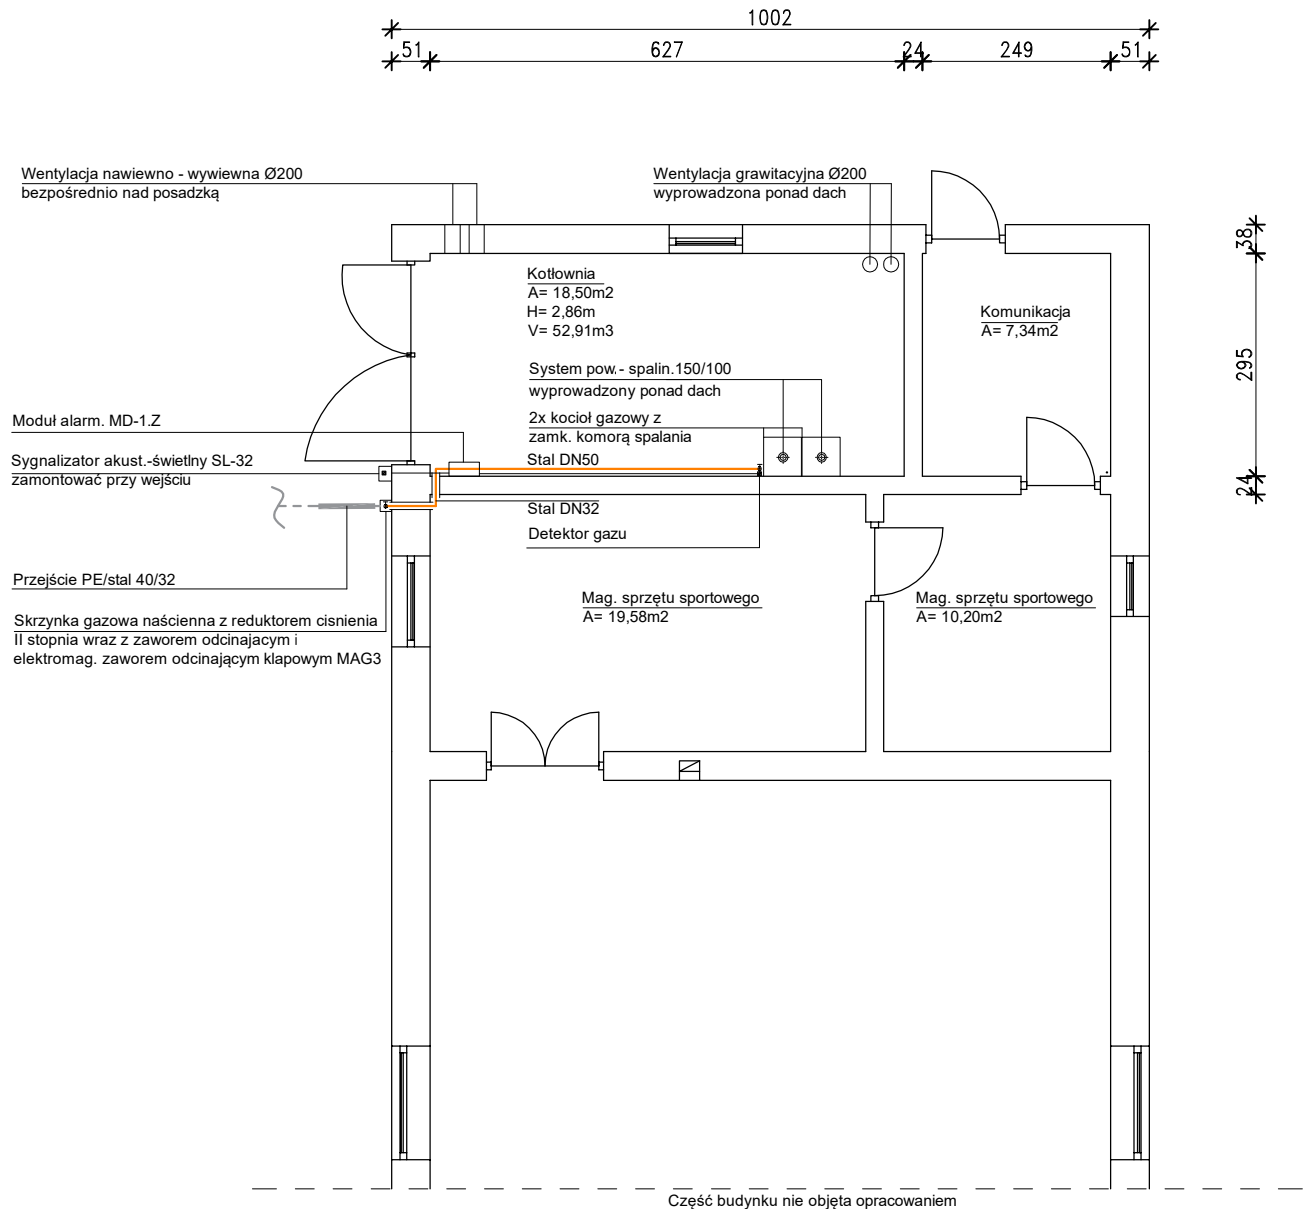 1002
51
627
24
249
51
Wentylacja nawiewno - wywiewna Ø200
bezpośrednio nad posadzką
Wentylacja grawitacyjna Ø200
wyprowadzona ponad dach
38
295
24
Kotłownia
A= 18,50m2
H= 2,86m
V= 52,91m3
Komunikacja
A= 7,34m2
System pow.- spalin.150/100
wyprowadzony ponad dach
2x kocioł gazowy z
zamk. komorą spalania
Stal DN50
Moduł alarm. MD-1.Z
Sygnalizator akust.-świetlny SL-32
zamontować przy wejściu
Stal DN32
Detektor gazu
Przejście PE/stal 40/32
Skrzynka gazowa naścienna z reduktorem cisnienia
II stopnia wraz z zaworem odcinajacym i
elektromag. zaworem odcinającym klapowym MAG3
Mag. sprzętu sportowego
A= 19,58m2
Mag. sprzętu sportowego
A= 10,20m2
Część budynku nie objęta opracowaniem